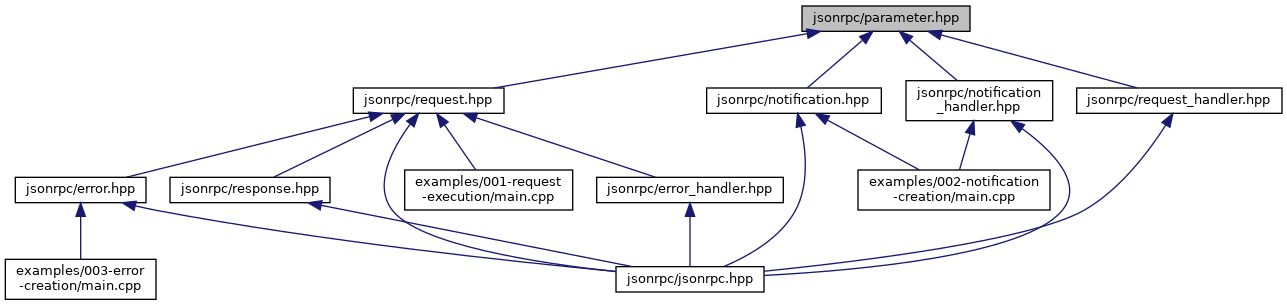 jsonrpc/parameter.hpp
jsonrpc/request.hpp
jsonrpc/notification.hpp
jsonrpc/notification
_handler.hpp
jsonrpc/request_handler.hpp
jsonrpc/error.hpp
jsonrpc/response.hpp
examples/001-request
-execution/main.cpp
jsonrpc/error_handler.hpp
examples/002-notification
-creation/main.cpp
examples/003-error
-creation/main.cpp
jsonrpc/jsonrpc.hpp